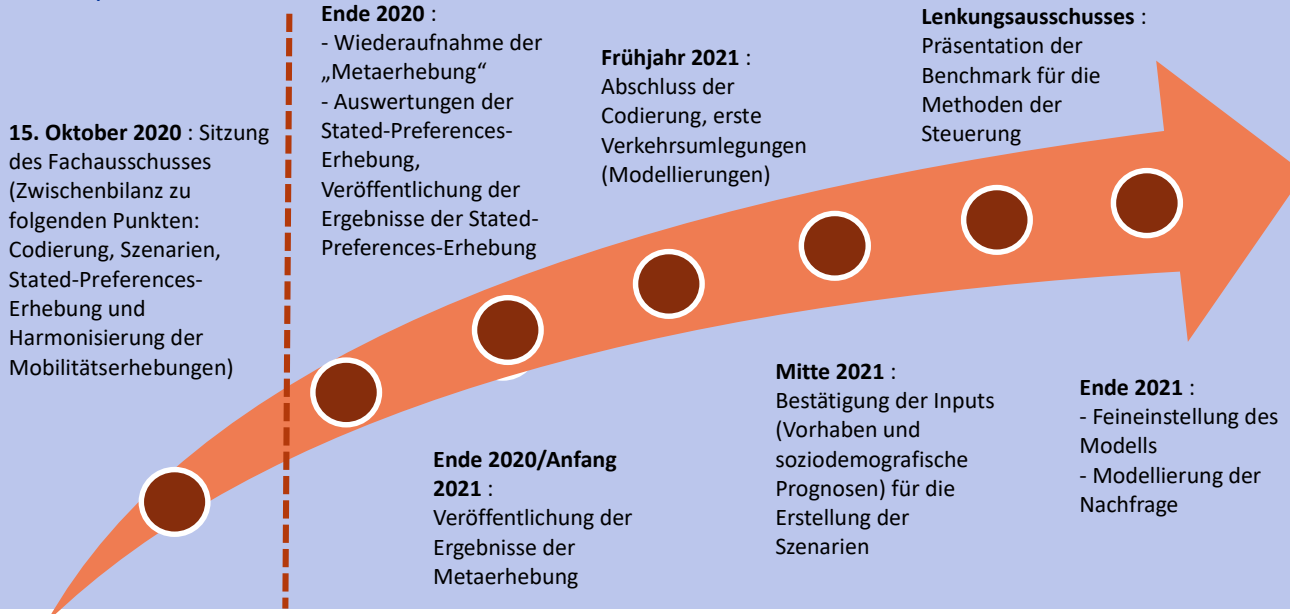 15. Oktober 2020 : Sitzung
des Fachausschusses
(Zwischenbilanz zu
folgenden Punkten:
Codierung, Szenarien,
Stated-Preferences-
Erhebung und
Harmonisierung der
Mobilitätserhebungen)
Ende 2020 :
- Wiederaufnahme der
„Metaerhebung“
- Auswertungen der
Stated-Preferences-
Erhebung,
Veröffentlichung der
Ergebnisse der Stated-
Preferences-Erhebung
Ende 2020/Anfang
2021 :
Veröffentlichung der
Ergebnisse der
Metaerhebung
Frühjahr 2021 :
Abschluss der
Codierung, erste
Verkehrsumlegungen
(Modellierungen)
Mitte 2021 :
Bestätigung der Inputs
(Vorhaben und
soziodemografische
Prognosen) für die
Erstellung der
Szenarien
Lenkungsausschusses :
Präsentation der
Benchmark für die
Methoden der
Steuerung
Ende 2021 :
- Feineinstellung des
Modells
- Modellierung der
Nachfrage